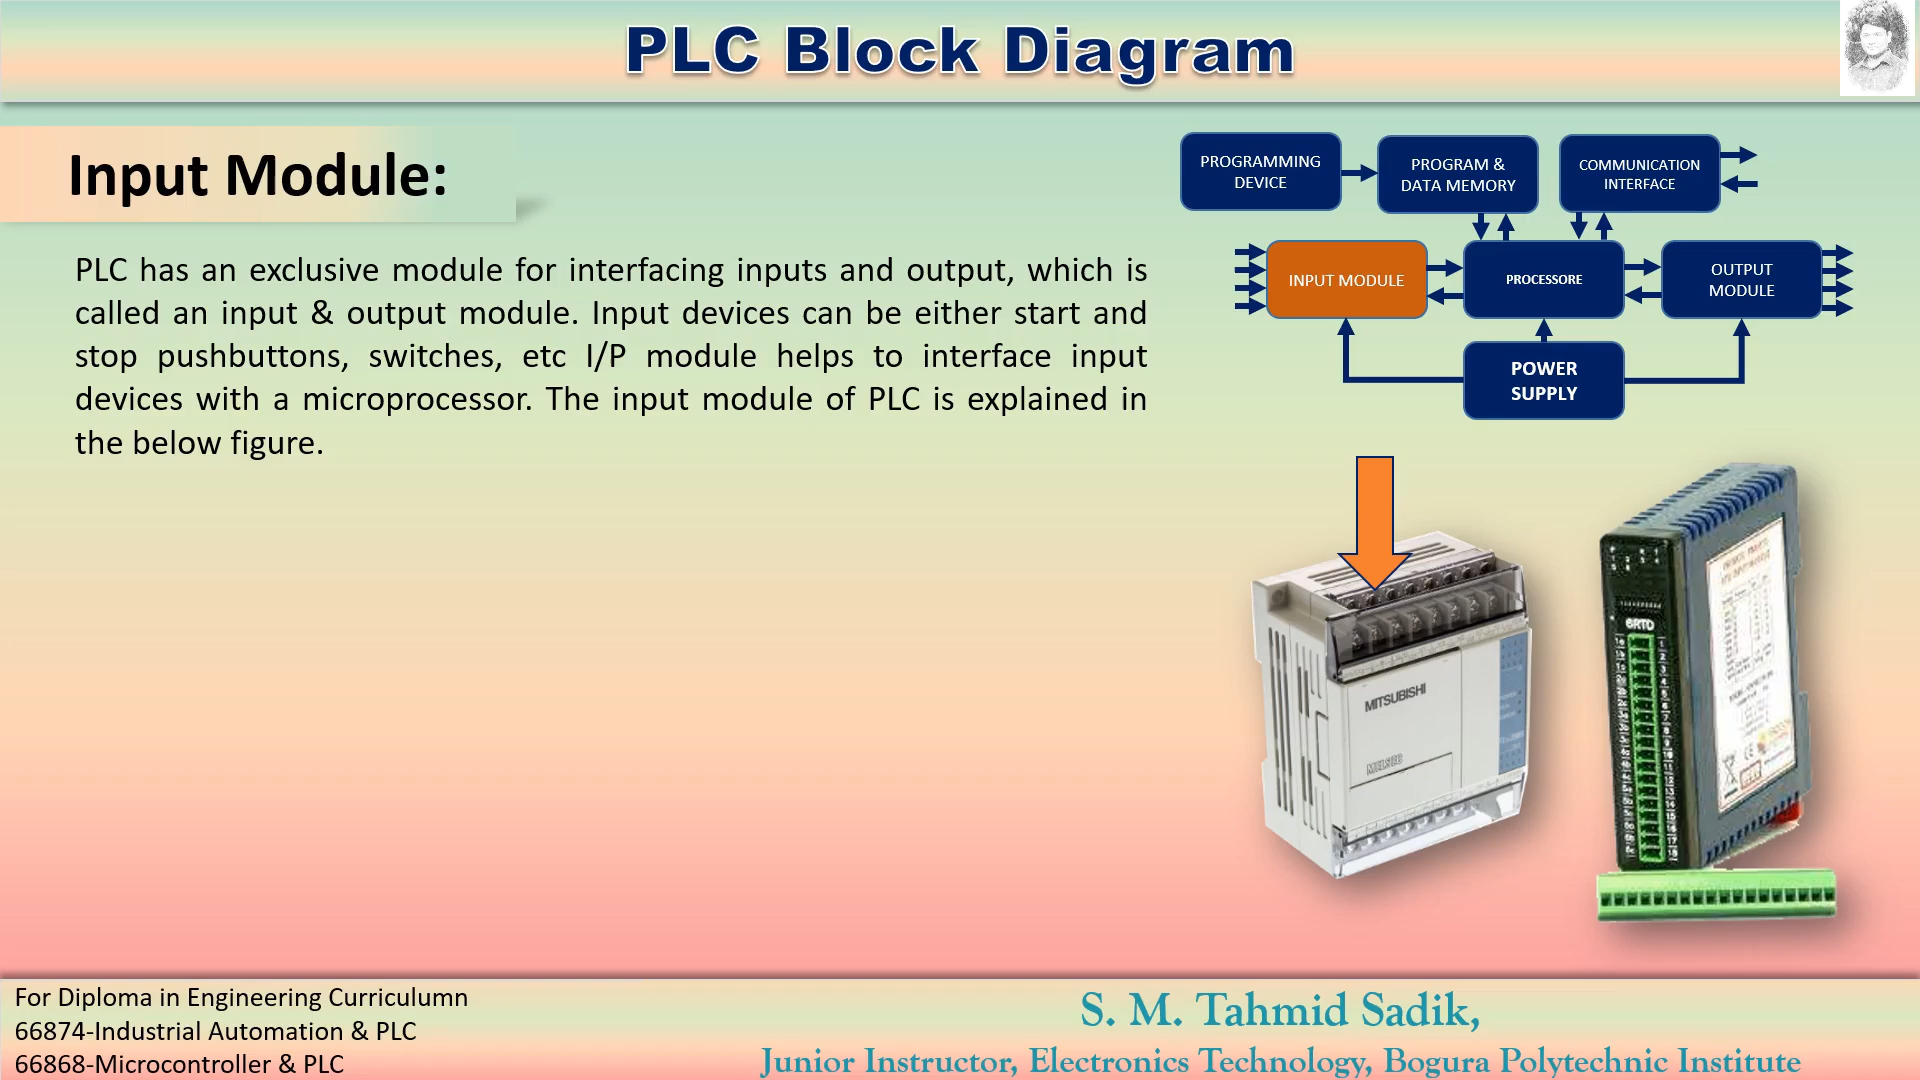 PLC Block Diagram
Input Module:
PLC has an exclusive module for interfacing inputs and output, which is
called an input & output module. Input devices can be either start and
stop pushbuttons, switches, etc I/P module helps to interface input
devices with a microprocessor. The input module of PLC is explained in
the below figure.
PROGRAMMING
DEVICE
PROGRAM &
DATA MEMORY
COMMUNICATION
INTERFACE
INPUT MODULE
PROCESSORE
OUTPUT
MODULE
POWER
SUPPLY
MITSUBISHI
MELSEC
6RTD
For Diploma in Engineering Curriculumn
66874-Industrial Automation & PLC
66868-Microcontroller & PLC
S. M. Tahmid Sadik,
Junior Instructor, Electronics Technology, Bogura Polytechnic Institute